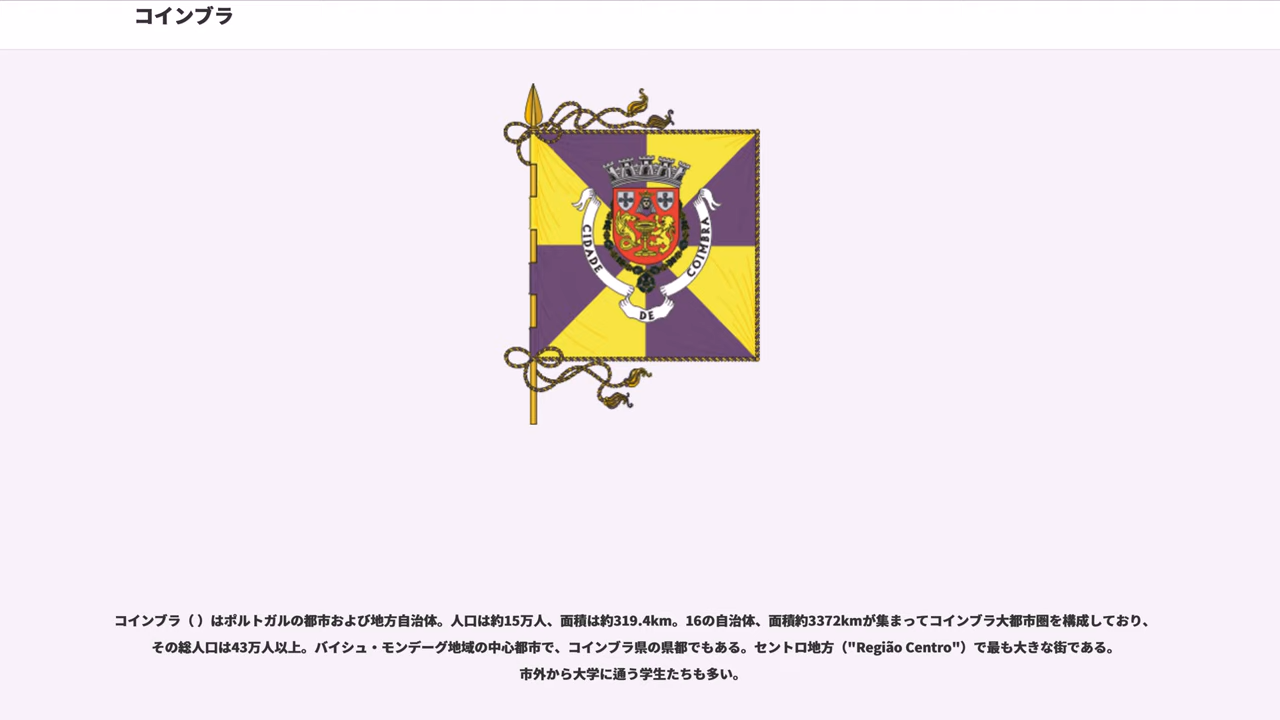 コインブラ
CIDADE
DE
COIMBRA
コインブラ（ ）はポルトガルの都市および地方自治体。人口は約15万人、面積は約319.4km。16の自治体、面積約3372kmが集まってコインブラ大都市圏を構成しており、
その総人口は43万人以上。バイシュ・モンデーグ地域の中心都市で、コインブラ県の県都でもある。セントロ地方（"Região Centro"）で最も大きな街である。
市外から大学に通う学生たちも多い。